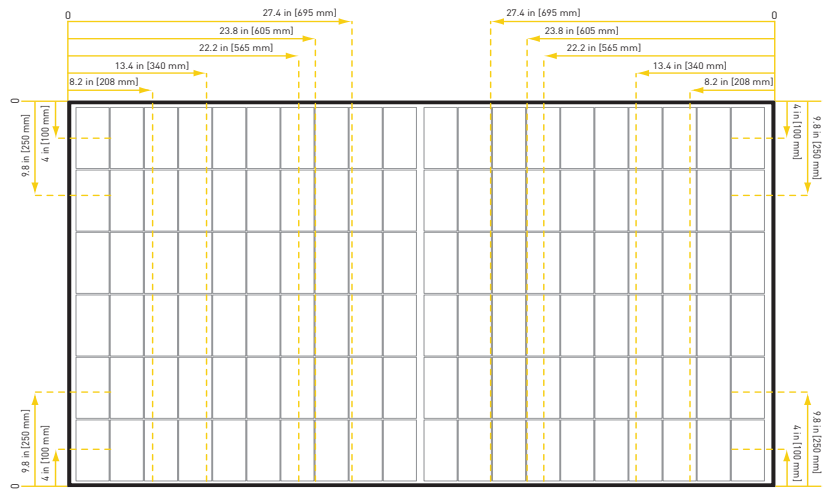 0
27.4 in [695 mm]
27.4 in [695 mm]
0
23.8 in [605 mm]
23.8 in [605 mm]
22.2 in [565 mm]
22.2 in [565 mm]
13.4 in [340 mm]
13.4 in [340 mm]
8.2 in [208 mm]
8.2 in [208 mm]
0
9.8 in [250 mm]
4 in [100 mm]
4 in
[100 mm]
9.8 in [250 mm]
9.8 in [250 mm]
4 in [100 mm]
4 in
[100 mm]
9.8 in [250 mm]
0